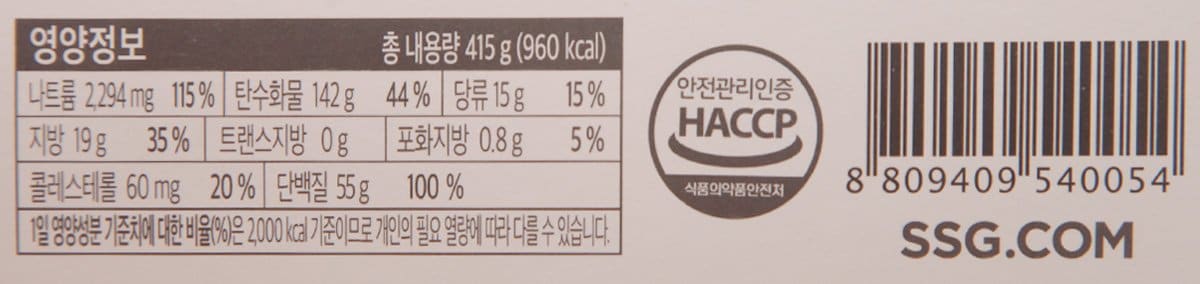 영양정보 총 내용량 415 g (960 kcal)
나트륨 2,294 mg 115 % 탄수화물 142 g 44 % 당류 15 g 15 %
지방 19 g 35 % 트랜스지방 0 g 포화지방 0.8 g 5 %
콜레스테롤 60 mg 20 % 단백질 55 g 100 %
1일 영양성분 기준치에 대한 비율(%)은 2,000 kcal 기준이므로 개인의 필요 열량에 따라 다를 수 있습니다.
안전관리인증
HACCP
식품의약품안전처
8 809409 540054
SSG.COM